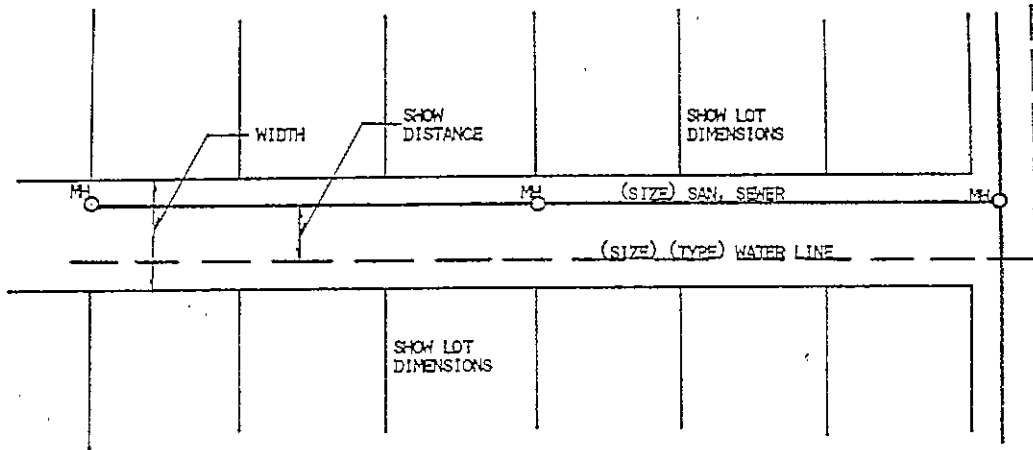 SHOW
DISTANCE
WIDTH
SHOW LOT
DIMENSIONS
MH
MH
(SIZE) SAN, SEWER
MH
(SIZE) (TYPE) WATER LINE
SHOW LOT
DIMENSIONS